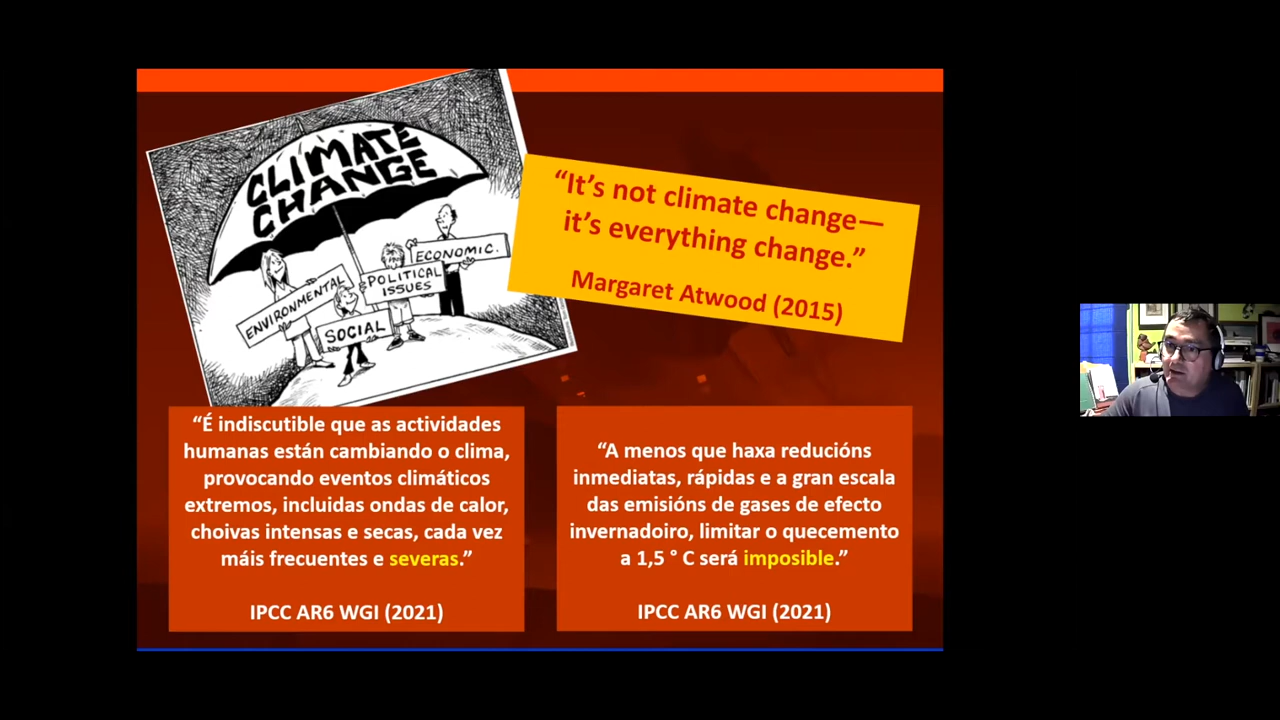 CLIMATE
CHANGE
ENVIRONMENTAL
SOCIAL
POLITICAL
ISSUES
ECONOMIC.
“It’s not climate change—
it’s everything change.”
Margaret Atwood (2015)
“É indiscutible que as actividades
humanas están cambiando o clima,
provocando eventos climáticos
extremos, incluidas ondas de calor,
choivas intensas e secas, cada vez
máis frecuentes e severas.”
IPCC AR6 WGI (2021)
“A menos que haxa reducións
inmediatas, rápidas e a gran escala
das emisións de gases de efecto
invernadoiro, limitar o quecemento
a 1,5 ° C será imposible.”
IPCC AR6 WGI (2021)